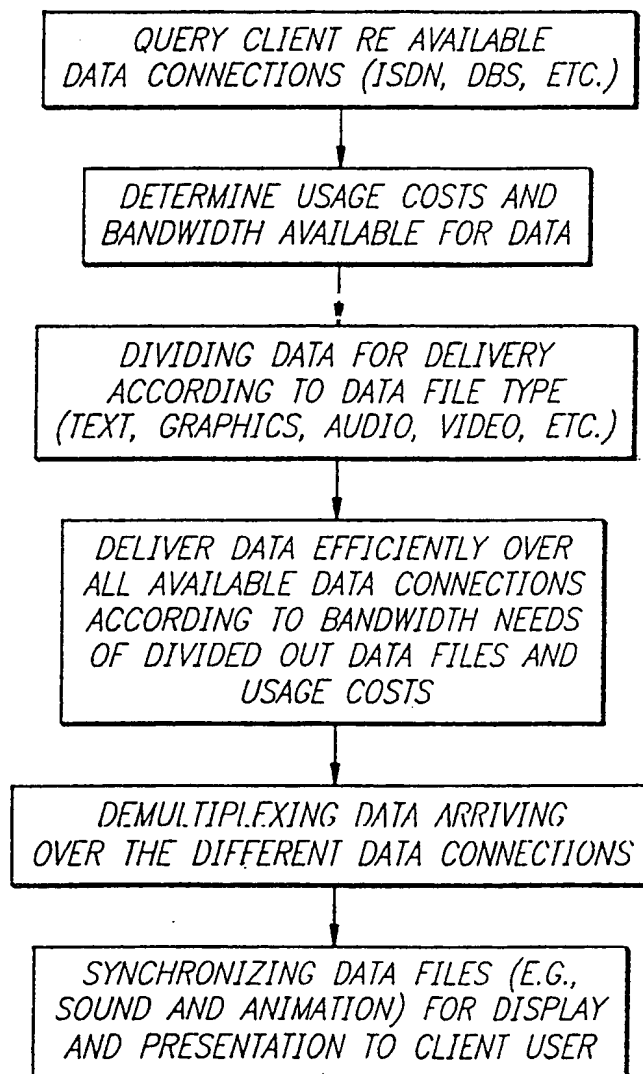 QUERY CLIENT RE AVAILABLE
DATA CONNECTIONS (ISDN, DBS, ETC.)
DETERMINE USAGE COSTS AND
BANDWIDTH AVAILABLE FOR DATA
DIVIDING DATA FOR DELIVERY
ACCORDING TO DATA FILE TYPE
(TEXT, GRAPHICS, AUDIO, VIDEO, ETC.)
DELIVER DATA EFFICIENTLY OVER
ALL AVAILABLE DATA CONNECTIONS
ACCORDING TO BANDWIDTH NEEDS
OF DIVIDED OUT DATA FILES AND
USAGE COSTS
DEMULTIPLEXING DATA ARRIVING
OVER THE DIFFERENT DATA CONNECTIONS
SYNCHRONIZING DATA FILES (E.G.,
SOUND AND ANIMATION) FOR DISPLAY
AND PRESENTATION TO CLIENT USER